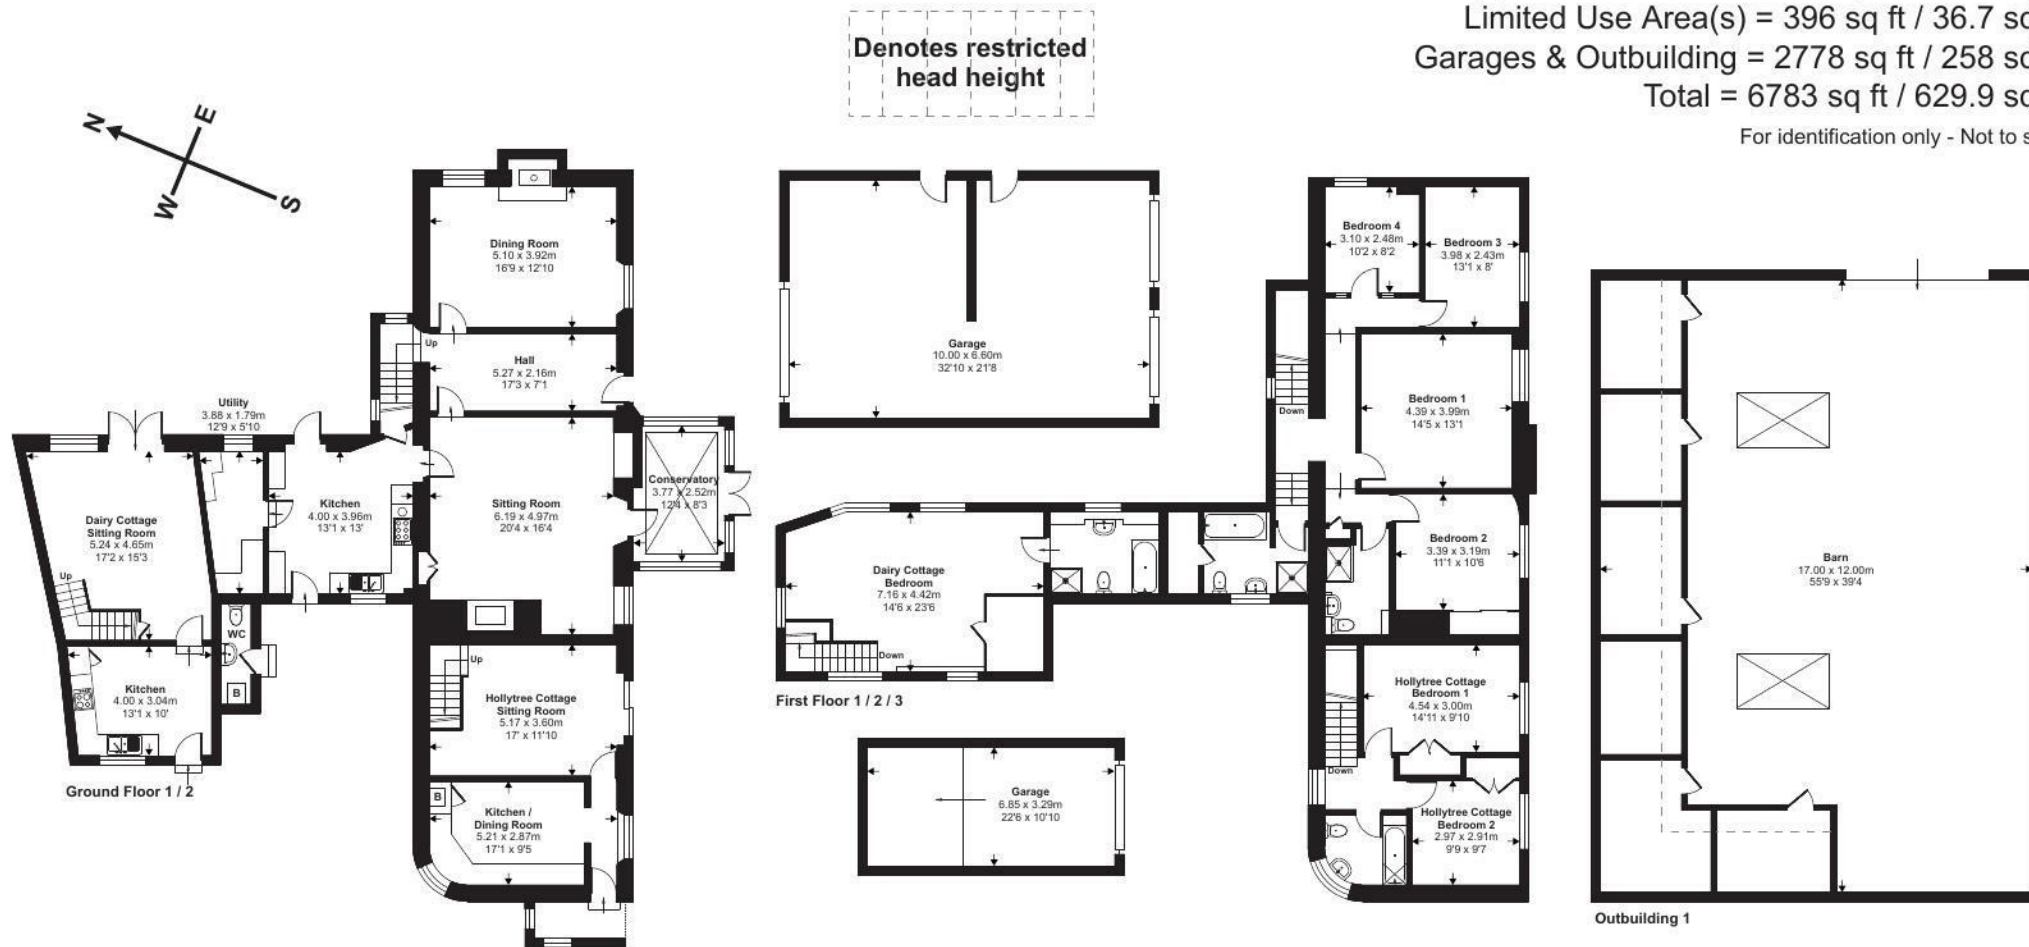 Limited Use Area(s) = 396 sq ft / 36.7 sq
Garages & Outbuilding = 2778 sq ft / 258 sq
Total = 6783 sq ft / 629.9 sq
For identification only - Not to s
Denotes restricted
head height
N
E
W
S
Dining Room
5.10 x 3.92m
16'9 x 12'10
Up
Hall
5.27 x 2.16m
17'3 x 7'1
Utility
3.88 x 1.79m
12'9 x 5'10
Kitchen
4.00 x 3.96m
13'1 x 13'
Sitting Room
6.19 x 4.97m
20'4 x 16'4
Conservatory
3.77 x 2.52m
12'4 x 8'3
Dairy Cottage
Sitting Room
5.24 x 4.65m
17'2 x 15'3
Up
WC
B
Kitchen
4.00 x 3.04m
13'1 x 10'
Up
Hollytree Cottage
Sitting Room
5.17 x 3.60m
17' x 11'10
B
Kitchen /
Dining Room
5.21 x 2.87m
17'1 x 9'5
Ground Floor 1 / 2
Garage
10.00 x 6.60m
32'10 x 21'8
Dairy Cottage
Bedroom
7.16 x 4.42m
14'6 x 23'6
Down
First Floor 1 / 2 / 3
Garage
6.85 x 3.29m
22'6 x 10'10
Bedroom 4
3.10 x 2.48m
10'2 x 8'2
Bedroom 3
3.98 x 2.43m
13'1 x 8'
Down
Bedroom 1
4.39 x 3.99m
14'5 x 13'1
Bedroom 2
3.39 x 3.19m
11'1 x 10'6
Hollytree Cottage
Bedroom 1
4.54 x 3.00m
14'11 x 9'10
Down
Hollytree Cottage
Bedroom 2
2.97 x 2.91m
9'9 x 9'7
Barn
17.00 x 12.00m
55'9 x 39'4
Outbuilding 1